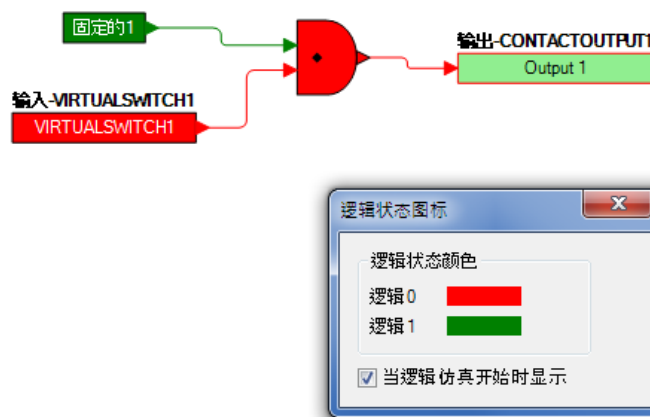 固定的1
输出-CONTACTOUTPUT1
Output 1
输入-VIRTUALSWITCH1
VIRTUALSWITCH1
逻辑状态图标
逻辑状态颜色
逻辑0
逻辑1
当逻辑仿真开始时显示